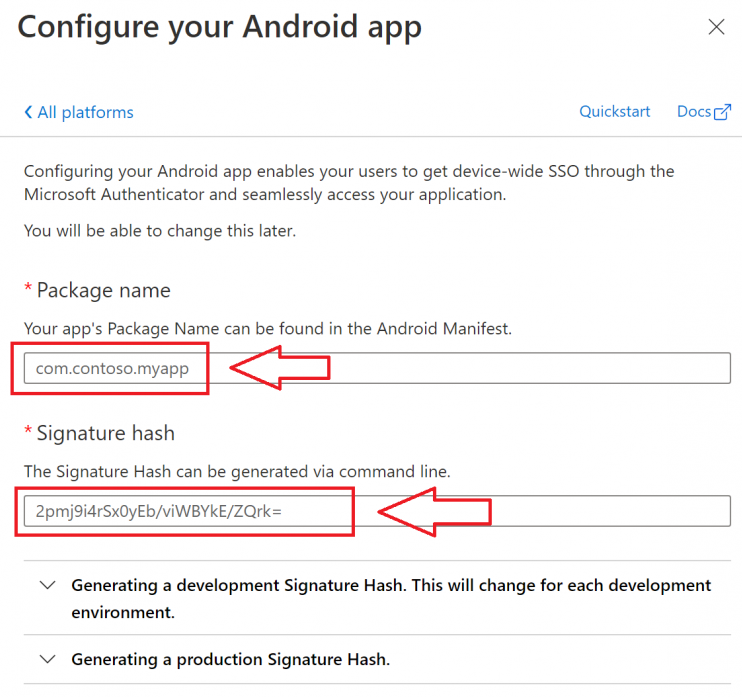 Configure your Android app
All platforms
Quickstart
Docs
Configuring your Android app enables your users to get device-wide SSO through the
Microsoft Authenticator and seamlessly access your application.
You will be able to change this later.
* Package name
Your app's Package Name can be found in the Android Manifest.
com.contoso.myapp
* Signature hash
The Signature Hash can be generated via command line.
2pmj9i4rSx0yEb/viWBYkE/ZQrk=
Generating a development Signature Hash. This will change for each development
environment.
Generating a production Signature Hash.